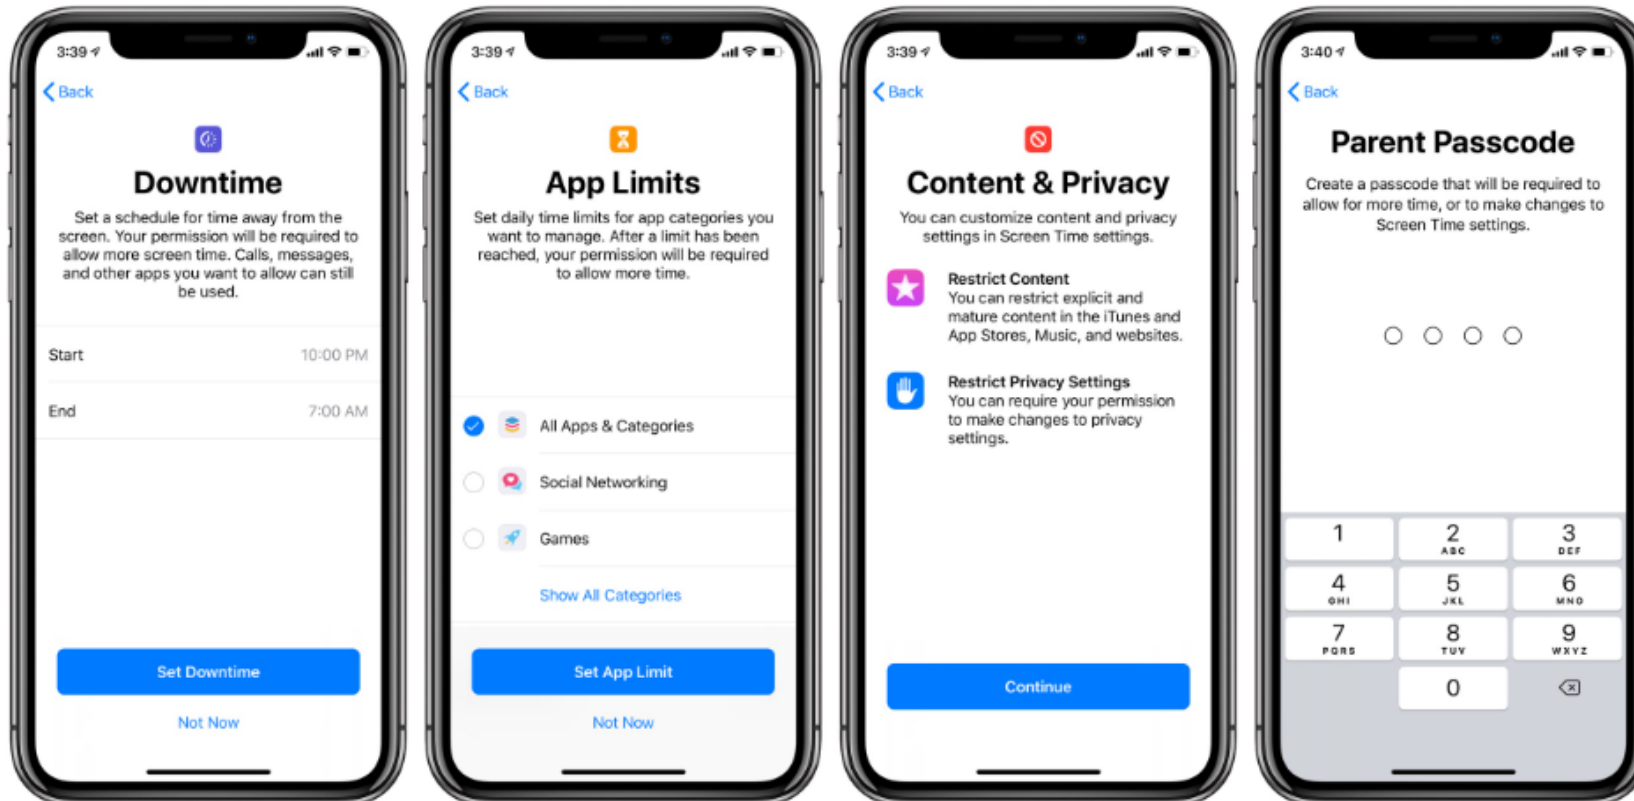 3:39
Back
Downtime
Set a schedule for time away from the
screen. Your permission will be required to
allow more screen time. Calls, messages,
and other apps you want to allow can still
be used.
Start 10:00 PM
End 7:00 AM
Set Downtime
Not Now
3:39
Back
App Limits
Set daily time limits for app categories you
want to manage. After a limit has been
reached, your permission will be required
to allow more time.
All Apps & Categories
Social Networking
Games
Show All Categories
Set App Limit
Not Now
3:39
Back
Content & Privacy
You can customize content and privacy
settings in Screen Time settings.
Restrict Content
You can restrict explicit and
mature content in the iTunes and
App Stores, Music, and websites.
Restrict Privacy Settings
You can require your permission
to make changes to privacy
settings.
Continue
3:40
Back
Parent Passcode
Create a passcode that will be required to
allow for more time, or to make changes to
Screen Time settings.
1 2 3
ABC DEF
4 5 6
GHI JKL MNO
7 8 9
PQRS TUV WXYZ
0